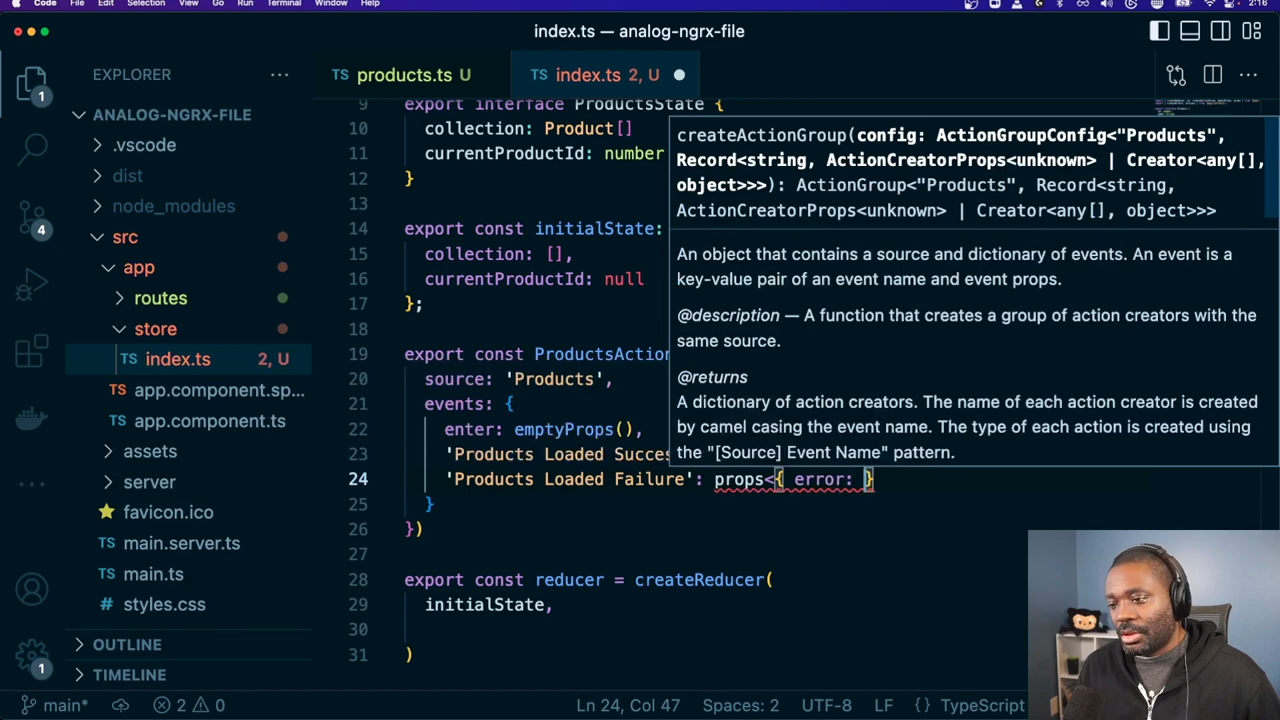 Code File Edit Selection View Go Run Terminal Window Help 2:16
index.ts — analog-ngrx-file
EXPLORER
products.ts U
index.ts 2, U
ANALOG-NGRX-FILE
.vscode
dist
node_modules
src
app
routes
store
index.ts 2, U
app.component.sp...
app.component.ts
assets
server
favicon.ico
main.server.ts
main.ts
styles.css
OUTLINE
TIMELINE
1
4
1
9 export interface ProductsState {
10 collection: Product[]
11 currentProductId: number
12 }
13
14 export const initialState:
15 collection: [],
16 currentProductId: null
17 };
18
19 export const ProductsAction
20 source: 'Products',
21 events: {
22 enter: emptyProps(),
23 'Products Loaded Succes
24 'Products Loaded Failure': props<{ error: }
25 }
26 })
27
28 export const reducer = createReducer(
29 initialState,
30
31 )
createActionGroup(config: ActionGroupConfig<"Products",
Record<string, ActionCreatorProps<unknown> | Creator<any[],
object>>>): ActionGroup<"Products", Record<string,
ActionCreatorProps<unknown> | Creator<any[], object>>>
An object that contains a source and dictionary of events. An event is a
key-value pair of an event name and event props.
@description — A function that creates a group of action creators with the
same source.
@returns
A dictionary of action creators. The name of each action creator is created
by camel casing the event name. The type of each action is created using
the "[Source] Event Name" pattern.
main* 2 0 Ln 24, Col 47 Spaces: 2 UTF-8 LF {} TypeScript